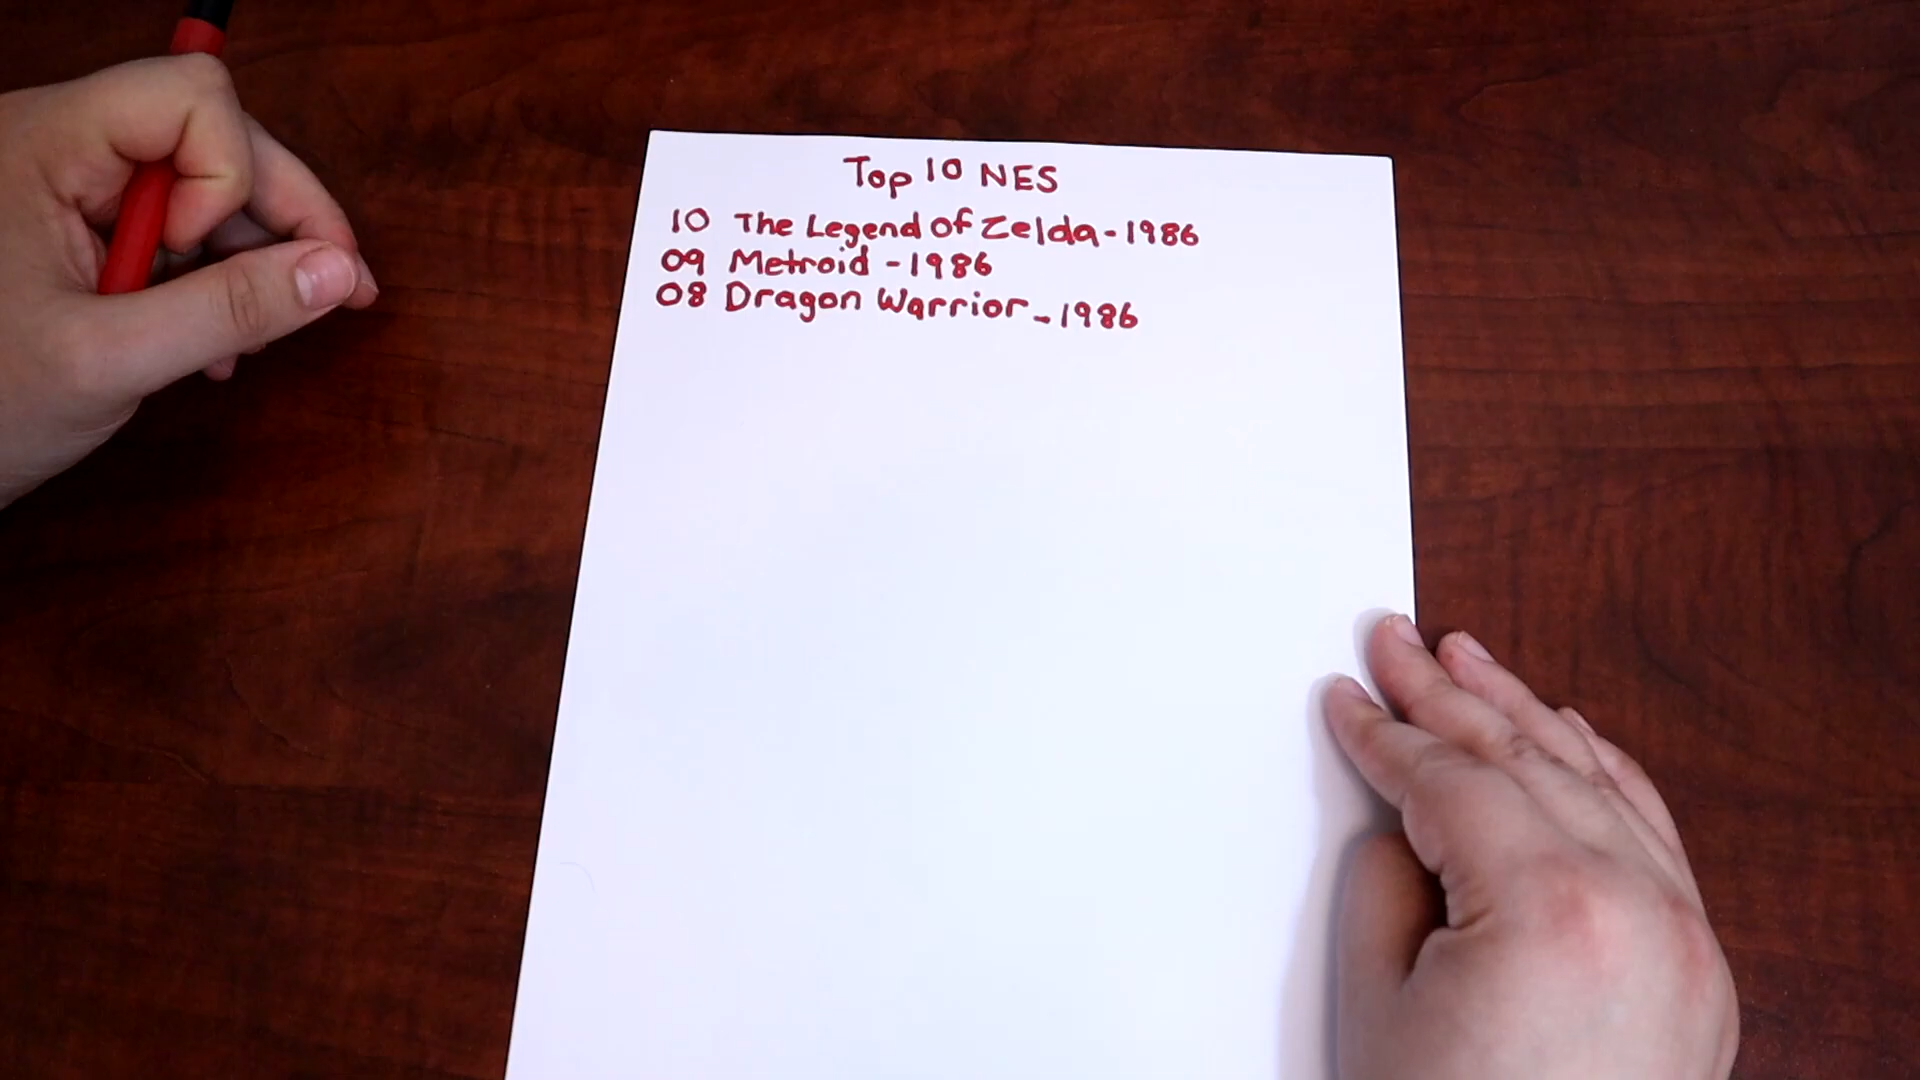 Top 10 NES
10 The Legend Of Zelda - 1986
09 Metroid - 1986
08 Dragon Warrior - 1986